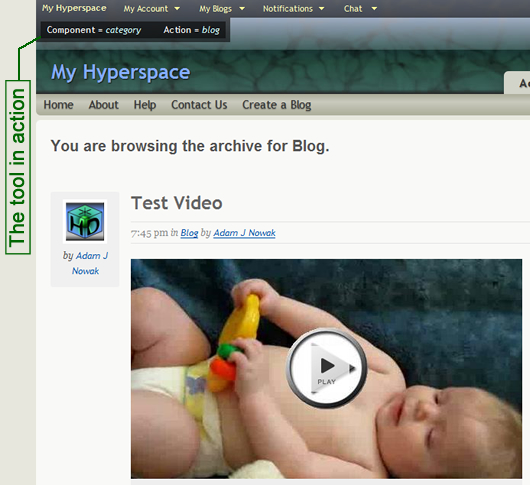 My Hyperspace My Account My Blogs Notifications Chat
Component = category Action = blog
The tool in action
My Hyperspace
Home About Help Contact Us Create a Blog
You are browsing the archive for Blog.
HD
by Adam J
Nowak
Test Video
7:45 pm in Blog by Adam J Nowak
PLAY